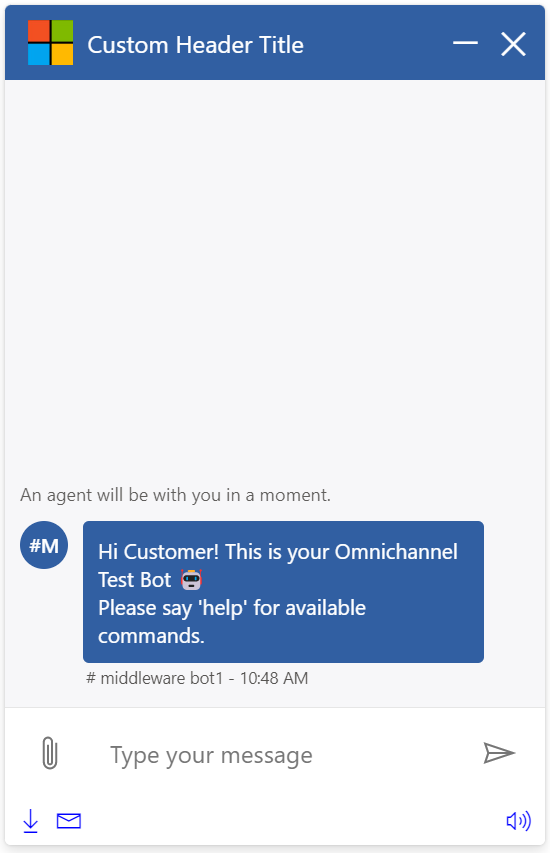 Custom Header Title
An agent will be with you in a moment.
#M
Hi Customer! This is your Omnichannel
Test Bot 🤖
Please say 'help' for available
commands.
# middleware bot1 - 10:48 AM
Type your message